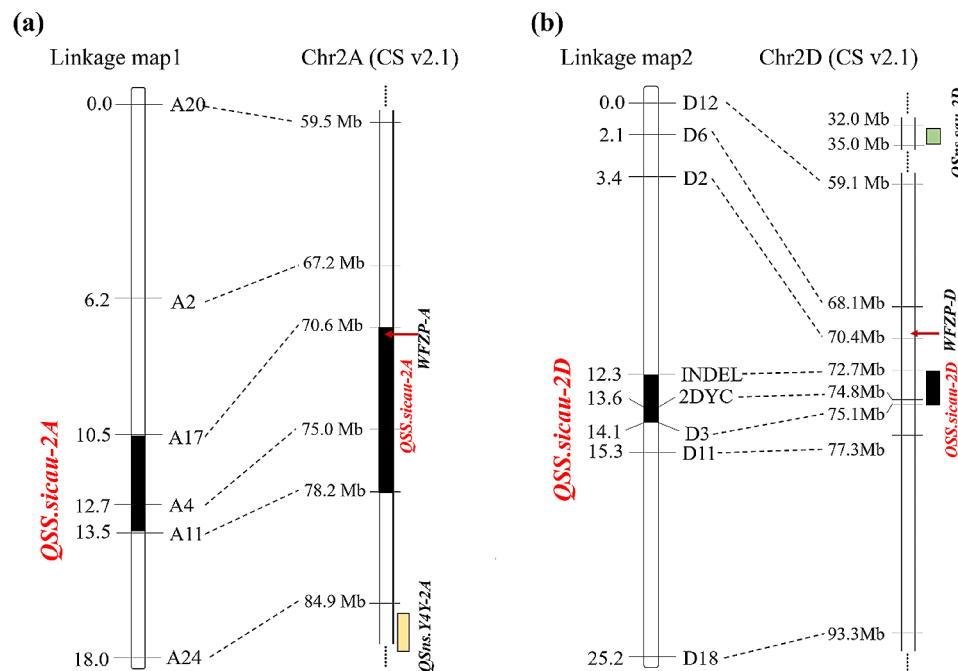 (a)
Linkage map1
Chr2A (CS v2.1)
0.0
A20
59.5 Mb
6.2
A2
67.2 Mb
70.6 Mb
WFZP-A
QSS.sicau-2A
QSS.sicau-2A
10.5
A17
75.0 Mb
12.7
A4
78.2 Mb
13.5
A11
84.9 Mb
QSns.Y4Y-2A
18.0
A24
(b)
Linkage map2
Chr2D (CS v2.1)
0.0
D12
32.0 Mb
35.0 Mb
QSns.sau-2D
2.1
D6
59.1 Mb
3.4
D2
68.1Mb
70.4 Mb
WFZP-D
QSS.sicau-2D
12.3
INDEL
72.7Mb
13.6
2DYC
74.8Mb
14.1
D3
75.1Mb
QSS.sicau-2D
15.3
D11
77.3Mb
25.2
D18
93.3Mb